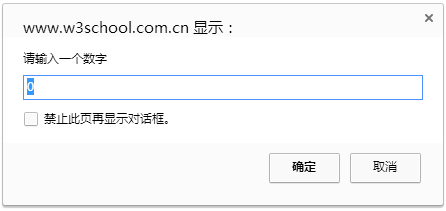 www.w3school.com.cn 显示：
请输入一个数字
0
禁止此页再显示对话框。
确定
取消